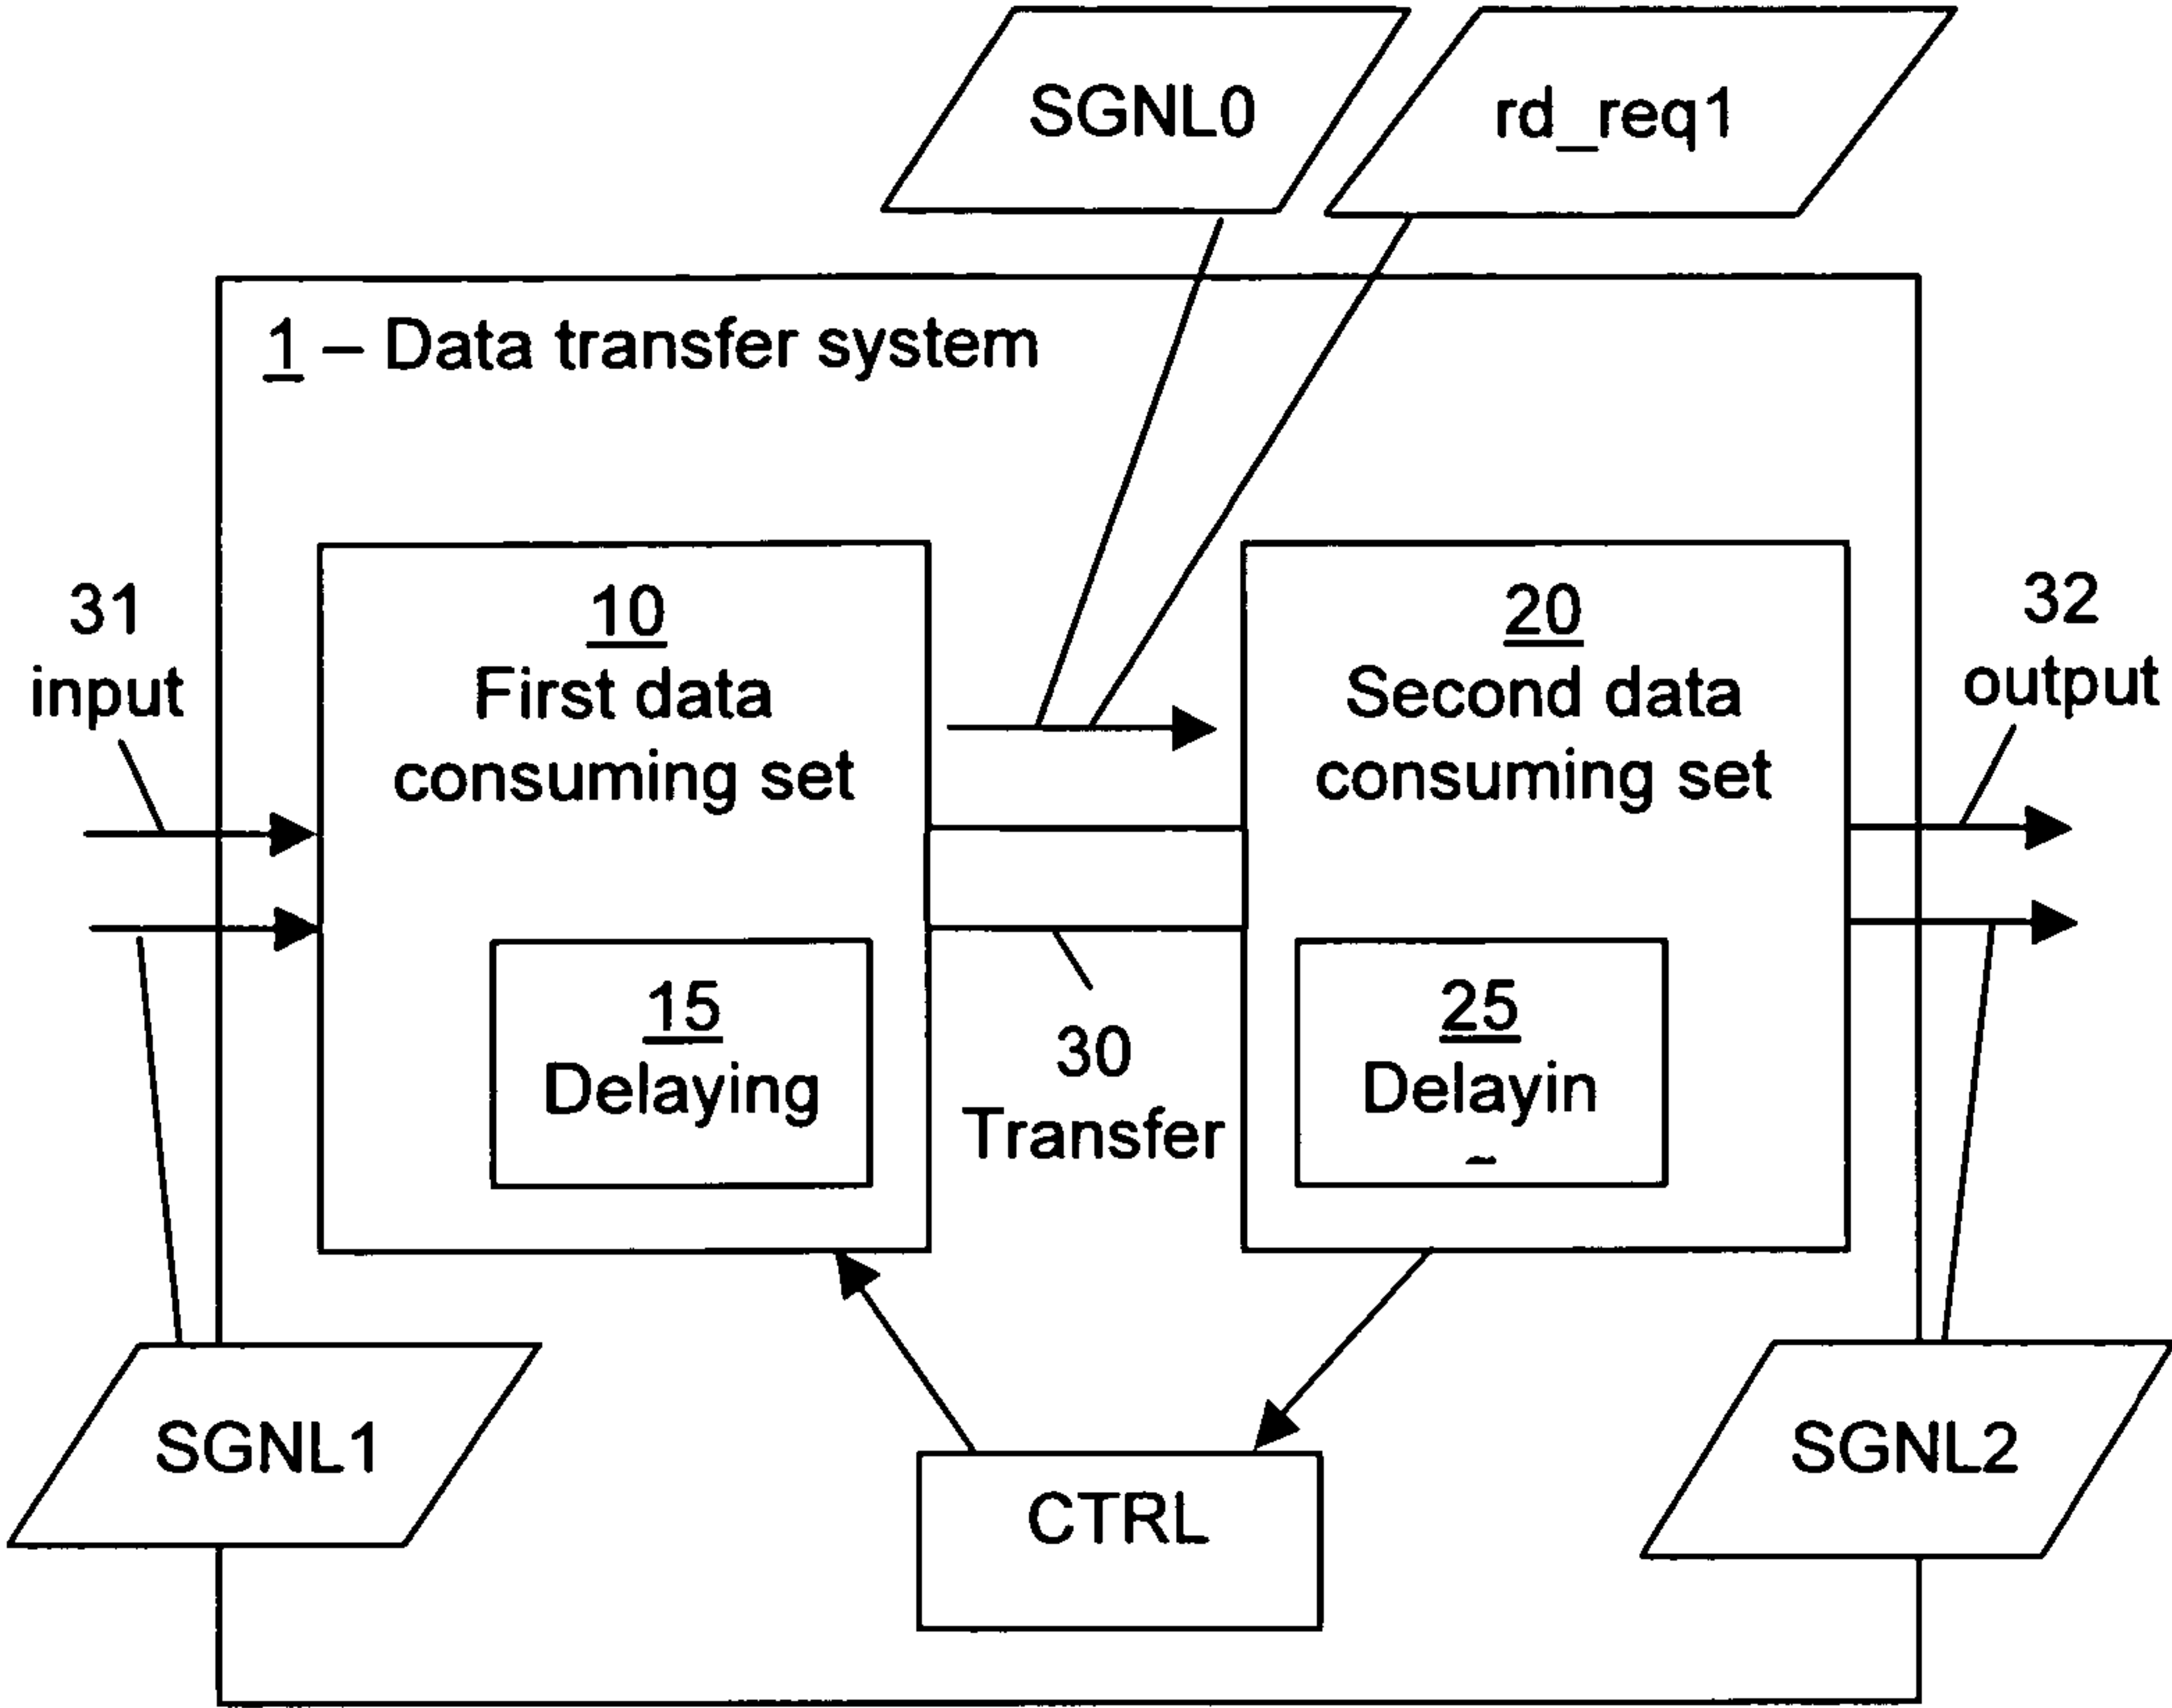 SGNL0
rd_req1
1 – Data transfer system
31
input
10
First data
consuming set
20
Second data
consuming set
32
output
15
Delaying
30
Transfer
25
Delayin
SGNL1
CTRL
SGNL2